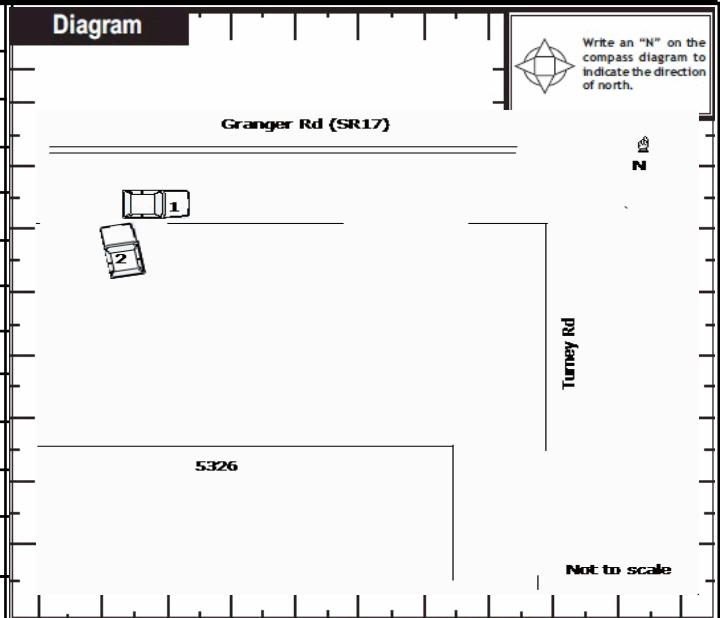 Diagram
Write an “N” on the
compass diagram to
indicate the direction
of north.
Granger Rd (SR17)
N
1
2
Turney Rd
5326
Not to scale